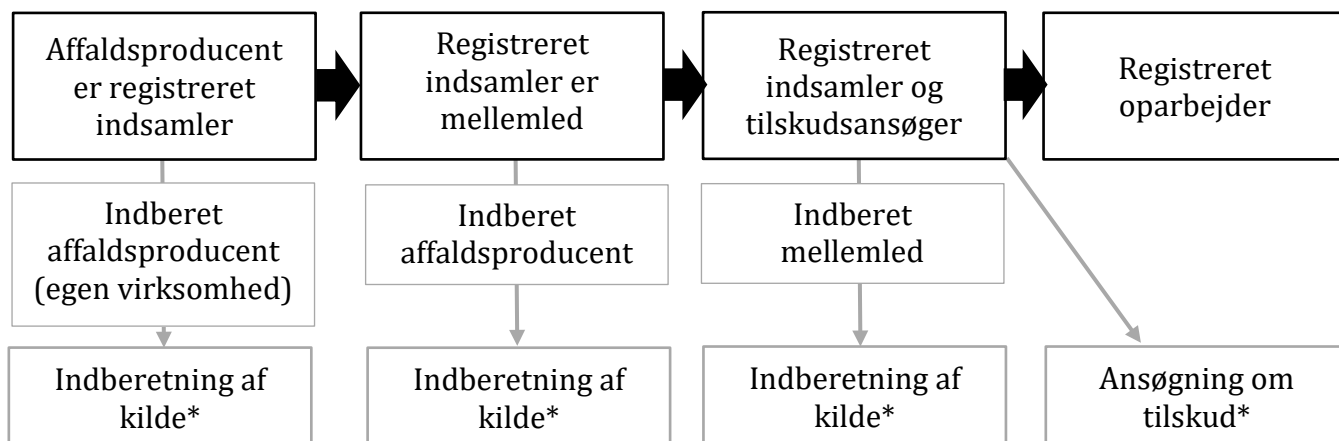 Affaldsproducent
er registreret
indsamler
Registreret
indsamler er
mellemled
Registreret
indsamler og
tilskudsansøger
Registreret
oparbejder
Indberet
affaldsproducent
(egen virksomhed)
Indberet
affaldsproducent
Indberet
mellemled
Indberetning af
kilde*
Indberetning af
kilde*
Indberetning af
kilde*
Ansøgning om
tilskud*